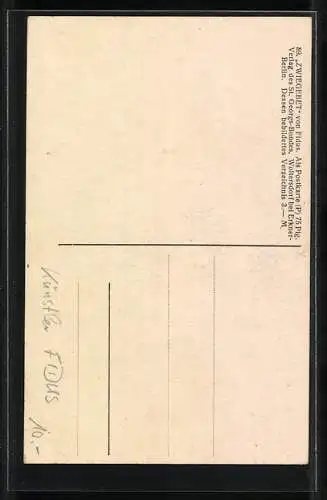 89. „ZWIEGEBET“ von Fidus. Als Postkarte (P) 75 Pfg.
Verlag des St. Georgs-Bundes, Woltersdorf bei Erkner-
Berlin. Dessen bebildertes Verzeichnis 3.— M.
Künstler FIDUS
10,-